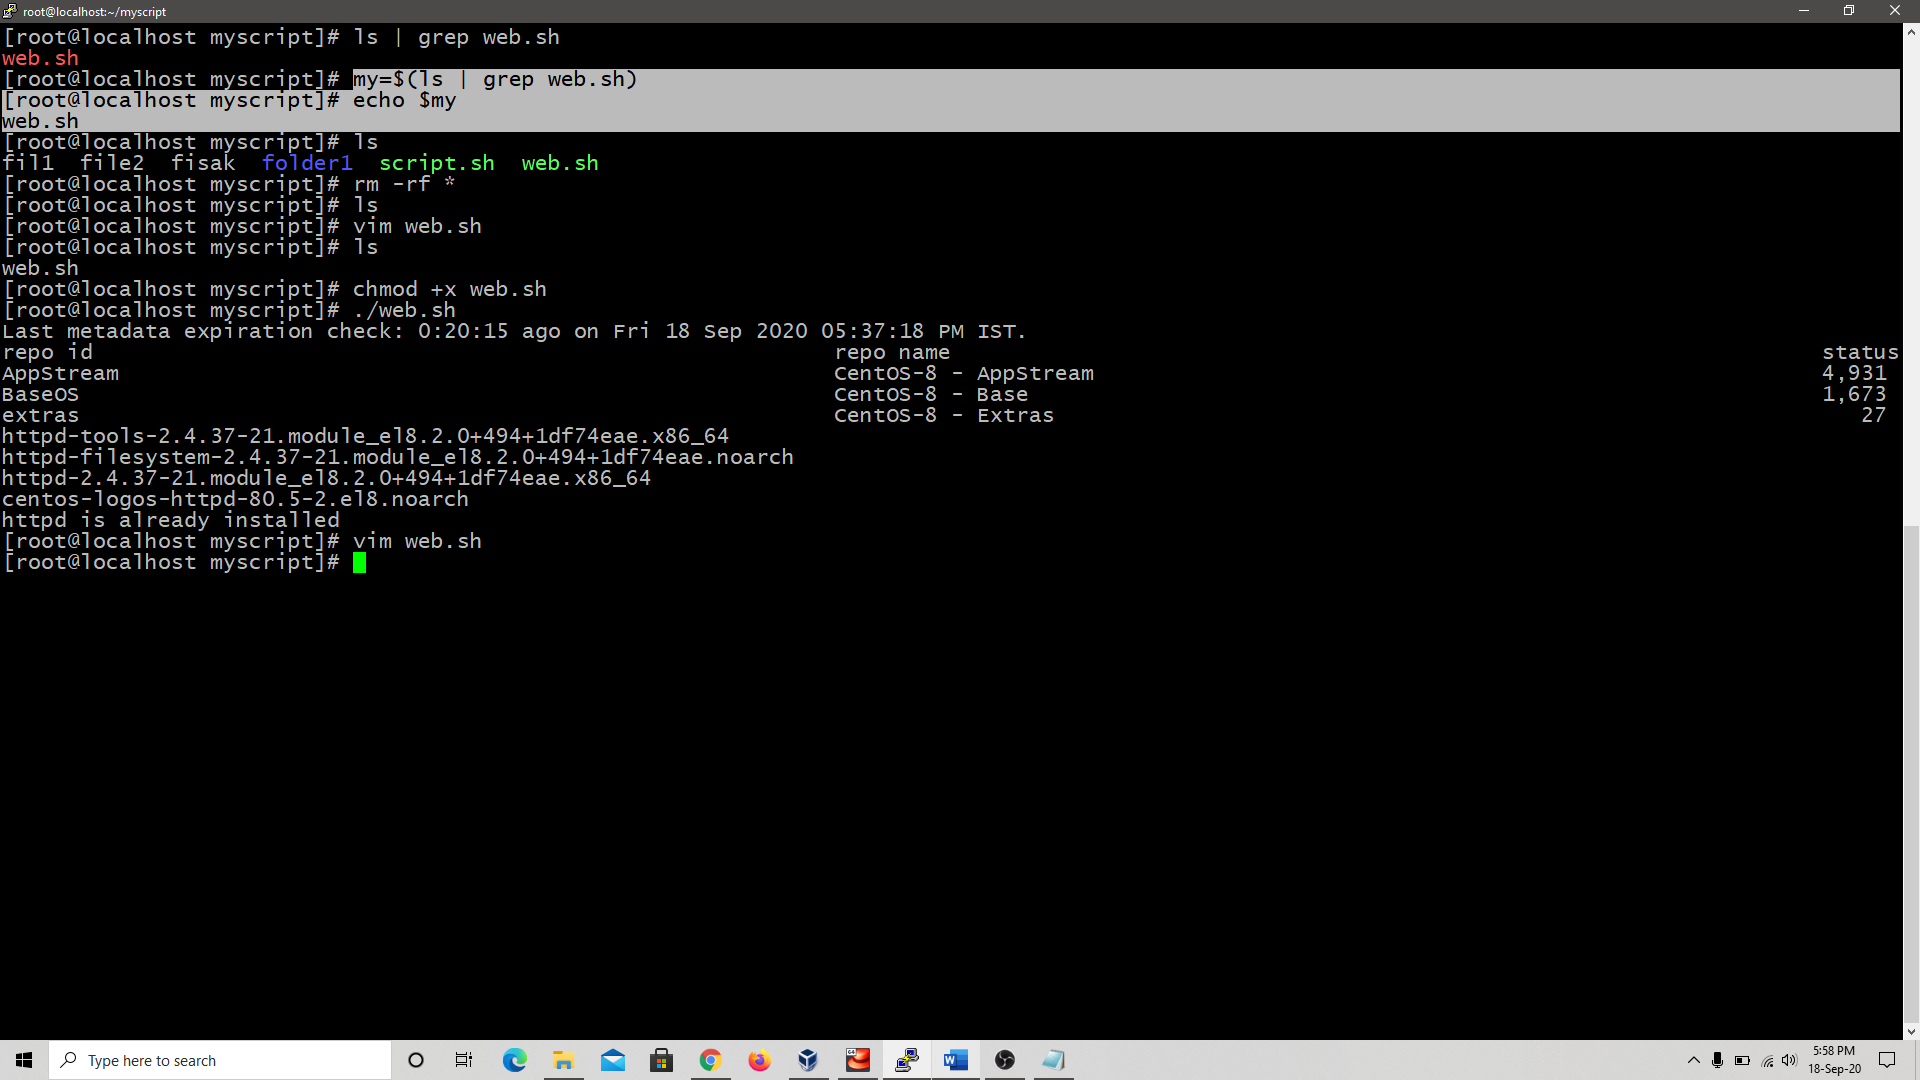 root@localhost:~/myscript
[root@localhost myscript]# ls | grep web.sh
web.sh
[root@localhost myscript]# my=$(ls | grep web.sh)
[root@localhost myscript]# echo $my
web.sh
[root@localhost myscript]# ls
fil1  file2  fisak  folder1  script.sh  web.sh
[root@localhost myscript]# rm -rf *
[root@localhost myscript]# ls
[root@localhost myscript]# vim web.sh
[root@localhost myscript]# ls
web.sh
[root@localhost myscript]# chmod +x web.sh
[root@localhost myscript]# ./web.sh
Last metadata expiration check: 0:20:15 ago on Fri 18 Sep 2020 05:37:18 PM IST.
repo id repo name status
AppStream CentOS-8 - AppStream 4,931
BaseOS CentOS-8 - Base 1,673
extras CentOS-8 - Extras 27
httpd-tools-2.4.37-21.module_el8.2.0+494+1df74eae.x86_64
httpd-filesystem-2.4.37-21.module_el8.2.0+494+1df74eae.noarch
httpd-2.4.37-21.module_el8.2.0+494+1df74eae.x86_64
centos-logos-httpd-80.5-2.el8.noarch
httpd is already installed
[root@localhost myscript]# vim web.sh
[root@localhost myscript]#
Type here to search
5:58 PM
18-Sep-20